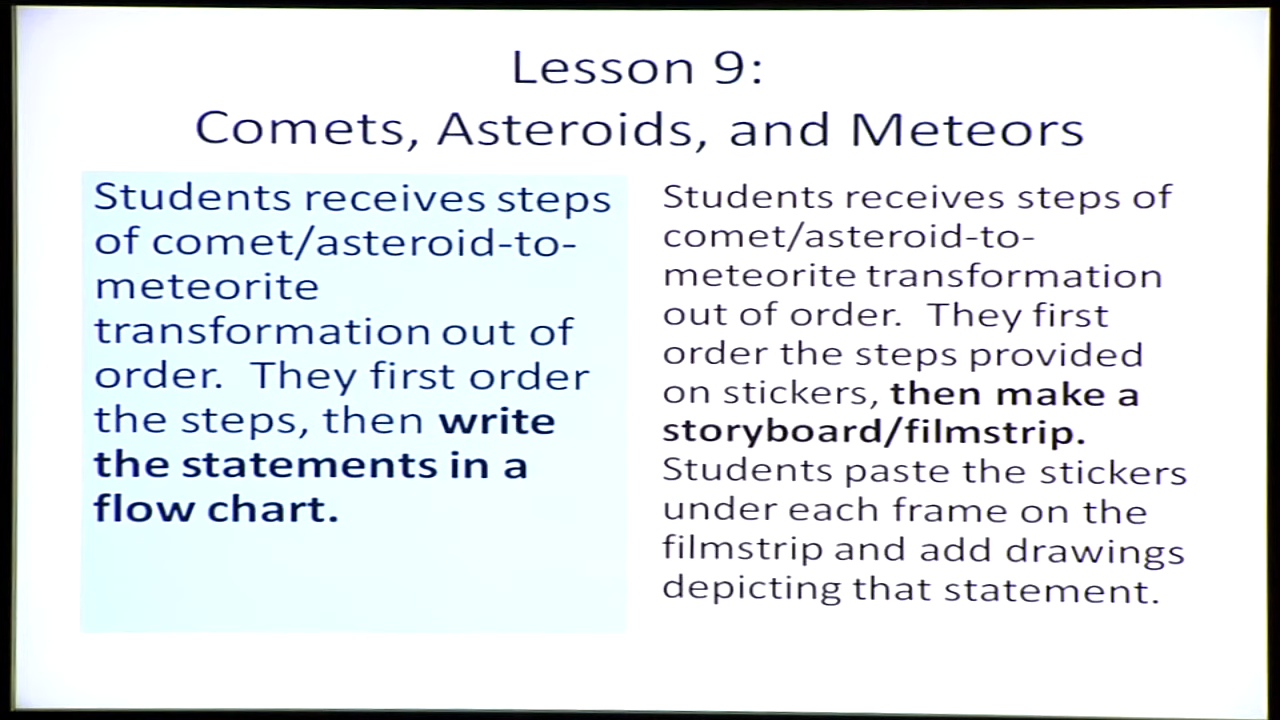 Lesson 9:
Comets, Asteroids, and Meteors
Students receives steps
of comet/asteroid-to-
meteorite
transformation out of
order.  They first order
the steps, then write
the statements in a
flow chart.
Students receives steps of
comet/asteroid-to-
meteorite transformation
out of order.  They first
order the steps provided
on stickers, then make a
storyboard/filmstrip.
Students paste the stickers
under each frame on the
filmstrip and add drawings
depicting that statement.